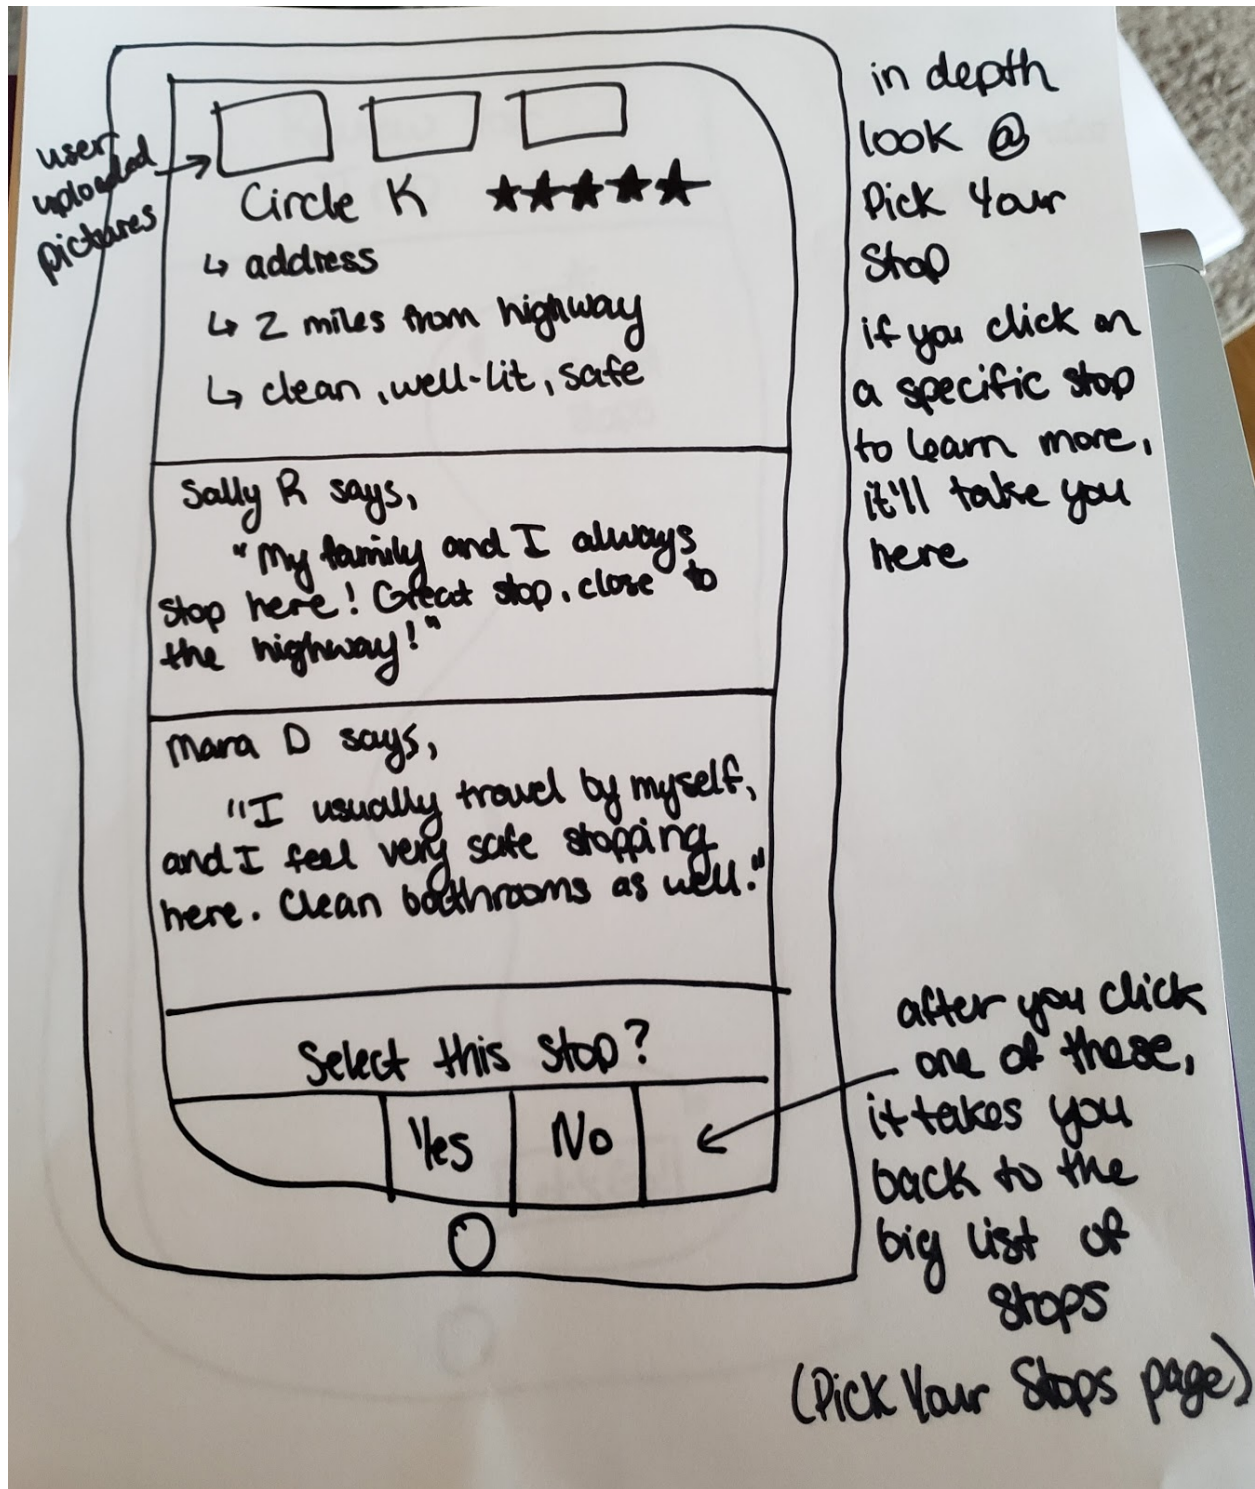 user
uploaded
pictures
Circle K ★★★★★
↳ address
↳ 2 miles from highway
↳ clean, well-lit, safe
Sally R says,
"My family and I always
stop here! Great stop, close to
the highway!"
Mara D says,
"I usually travel by myself,
and I feel very safe stopping
here. Clean bathrooms as well."
Select this stop?
Yes No
in depth
look @
Pick Your
Stop
if you click on
a specific stop
to learn more,
it'll take you
here
after you click
one of these,
it takes you
back to the
big list of
stops
(Pick Your Stops page)